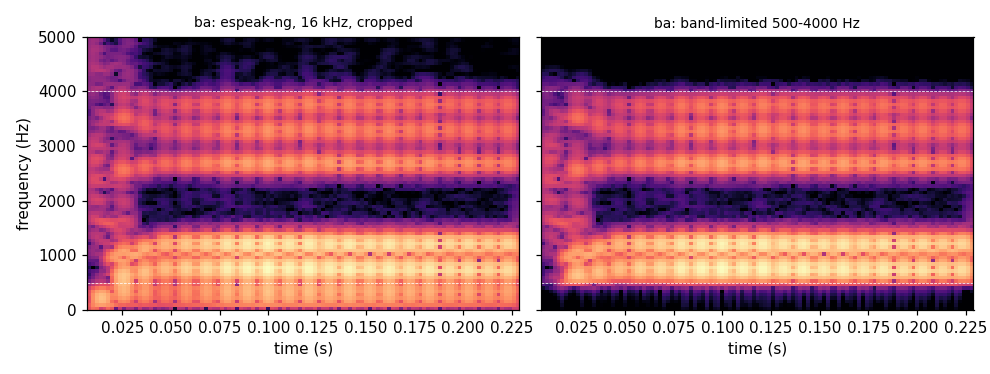 ba: espeak-ng, 16 kHz, cropped
ba: band-limited 500-4000 Hz
5000
4000
3000
2000
1000
0
frequency (Hz)
0.025 0.050 0.075 0.100 0.125 0.150 0.175 0.200 0.225
time (s)
0.025 0.050 0.075 0.100 0.125 0.150 0.175 0.200 0.225
time (s)